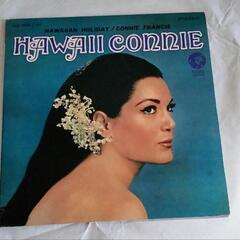 HAWAIIAN HOLIDAY / CONNIE FRANCIS
HAWAII CONNIE